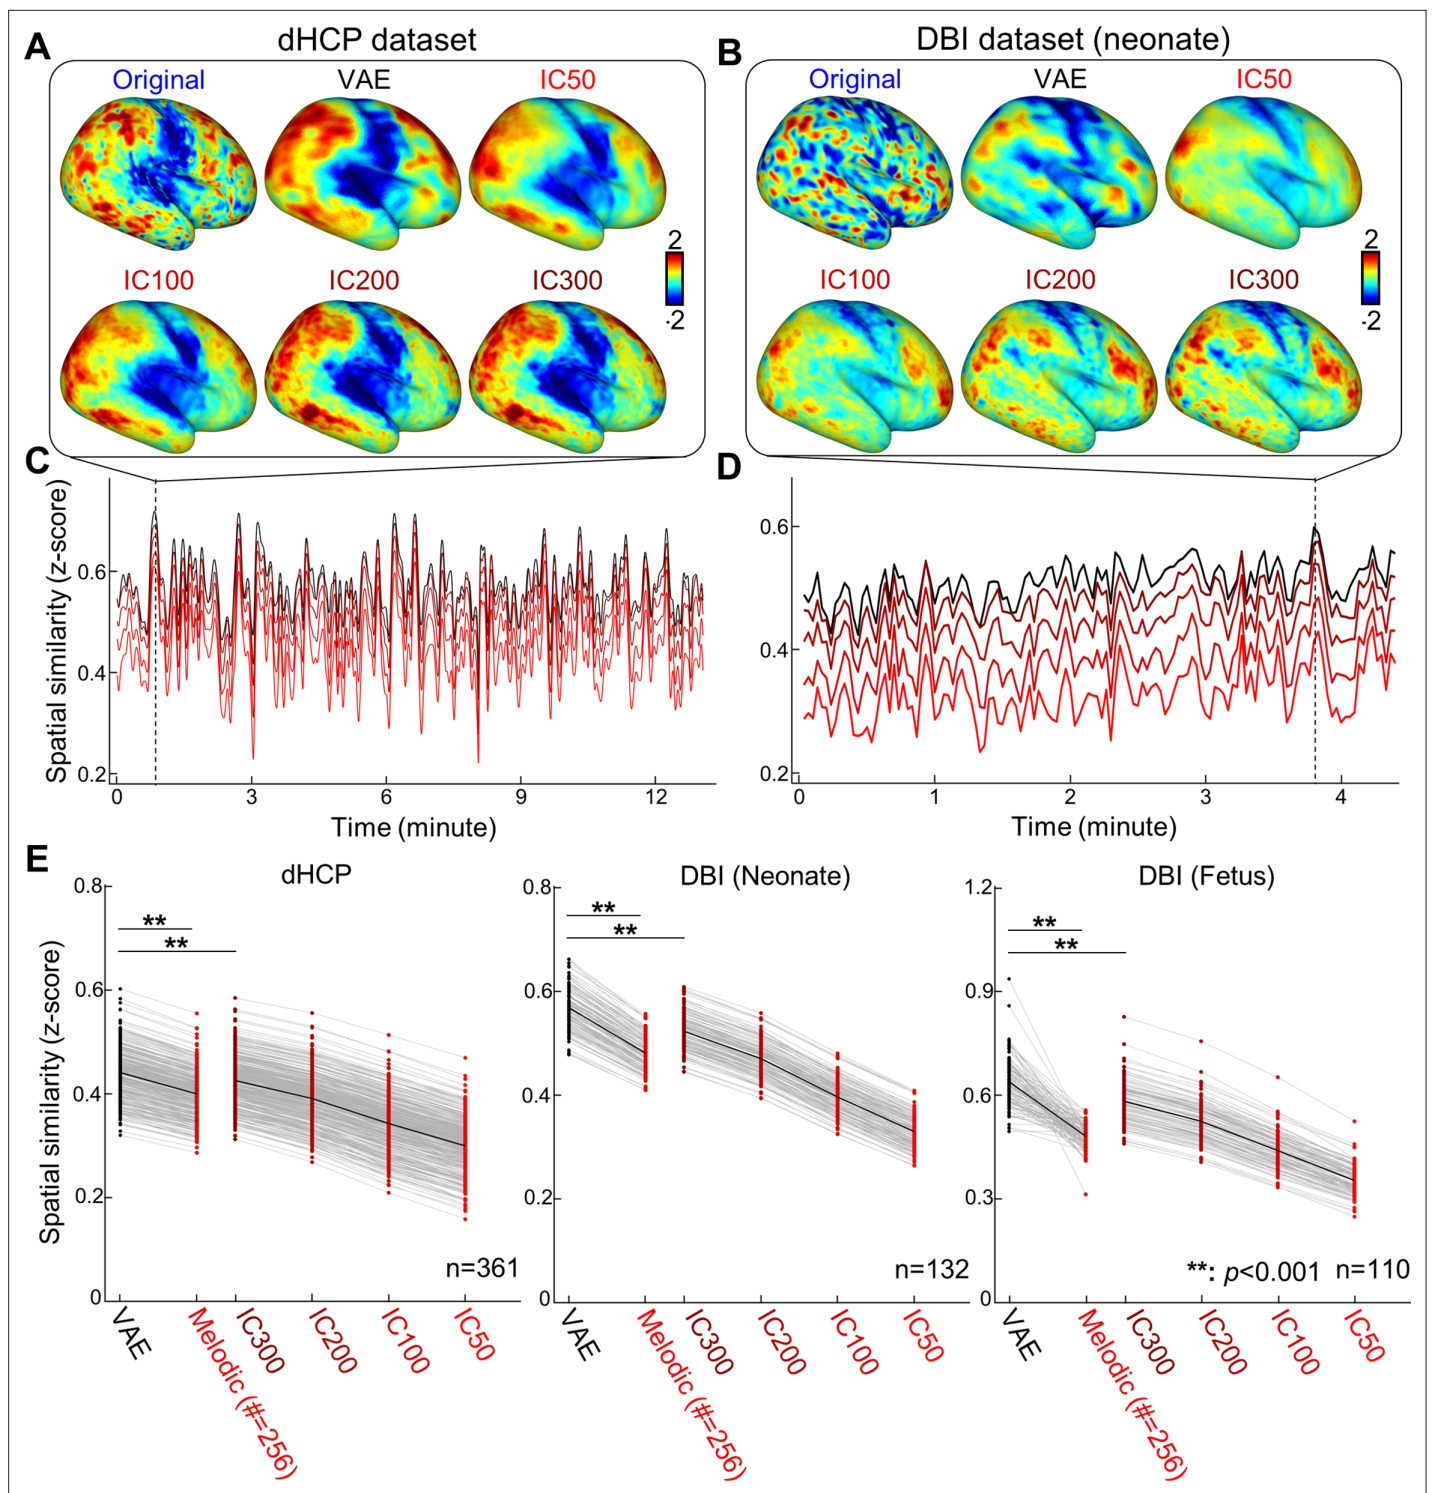 A
dHCP dataset
B
DBI dataset (neonate)
Original
VAE
IC50
Original
VAE
IC50
2
-2
2
-2
IC100
IC200
IC300
IC100
IC200
IC300
C
D
Spatial similarity (z-score)
0.6
0.4
0.2
0
3
6
9
12
Time (minute)
0.6
0.4
0.2
0
1
2
3
4
Time (minute)
E
dHCP
DBI (Neonate)
DBI (Fetus)
Spatial similarity (z-score)
0.8
0.6
0.4
0.2
0
**
**
n=361
VAE
Melodic (#=256)
IC300
IC200
IC100
IC50
0.8
0.6
0.4
0.2
0
**
**
n=132
VAE
Melodic (#=256)
IC300
IC200
IC100
IC50
1.2
0.9
0.6
0.3
0
**
**
**: p<0.001 n=110
VAE
Melodic (#=256)
IC300
IC200
IC100
IC50